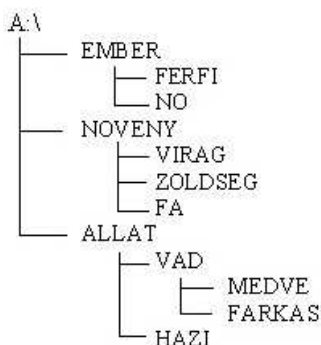 A:\
EMBER
FERFI
NO
NOVENY
VIRAG
ZOLDSEG
FA
ALLAT
VAD
MEDVE
FARKAS
HAZI